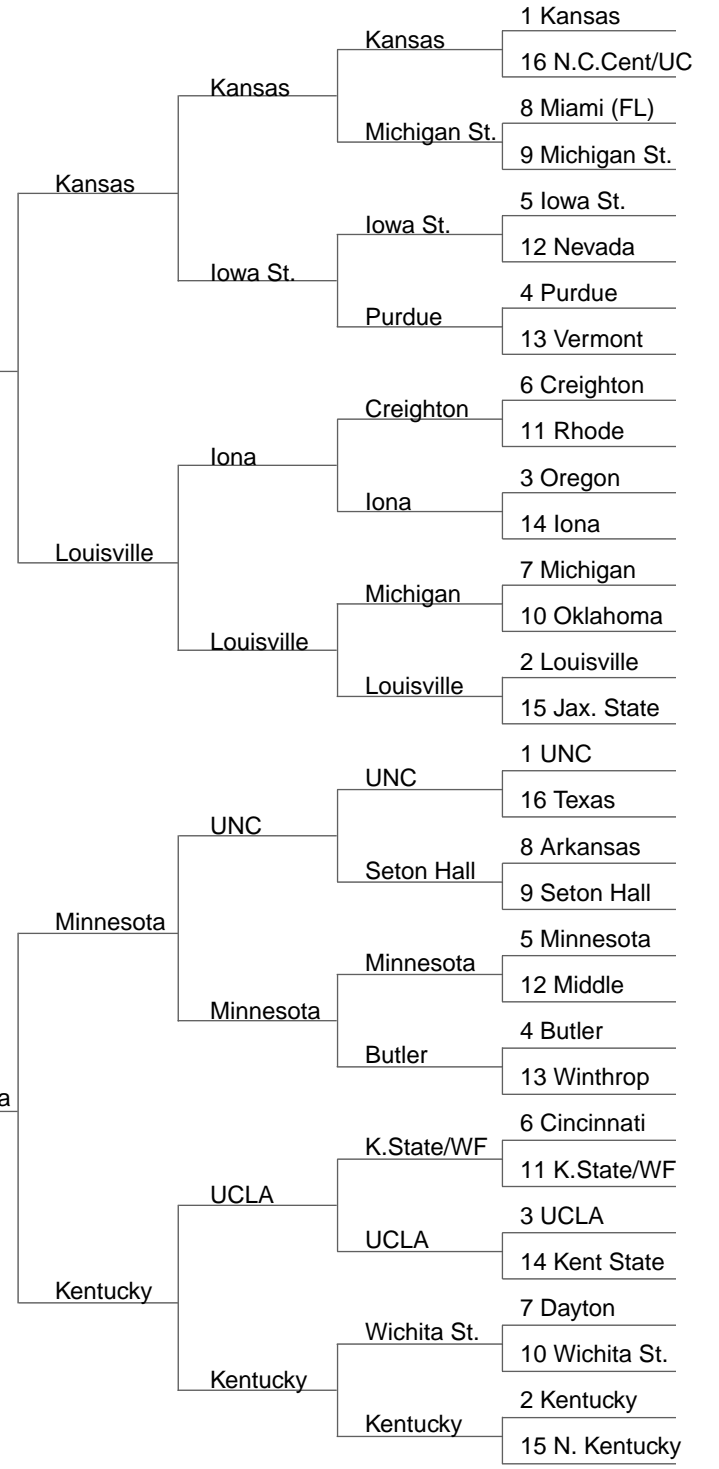 1 Kansas
Kansas
16 N.C.Cent/UC
Kansas
8 Miami (FL)
Michigan St.
9 Michigan St.
Kansas
5 Iowa St.
Iowa St.
12 Nevada
Iowa St.
4 Purdue
Purdue
13 Vermont
6 Creighton
Creighton
11 Rhode
Iona
3 Oregon
Iona
14 Iona
Louisville
7 Michigan
Michigan
10 Oklahoma
Louisville
2 Louisville
Louisville
15 Jax. State
1 UNC
UNC
16 Texas
UNC
8 Arkansas
Seton Hall
9 Seton Hall
Minnesota
5 Minnesota
Minnesota
12 Middle
Minnesota
4 Butler
Butler
13 Winthrop
a
6 Cincinnati
K.State/WF
11 K.State/WF
UCLA
3 UCLA
UCLA
14 Kent State
Kentucky
7 Dayton
Wichita St.
10 Wichita St.
Kentucky
2 Kentucky
Kentucky
15 N. Kentucky